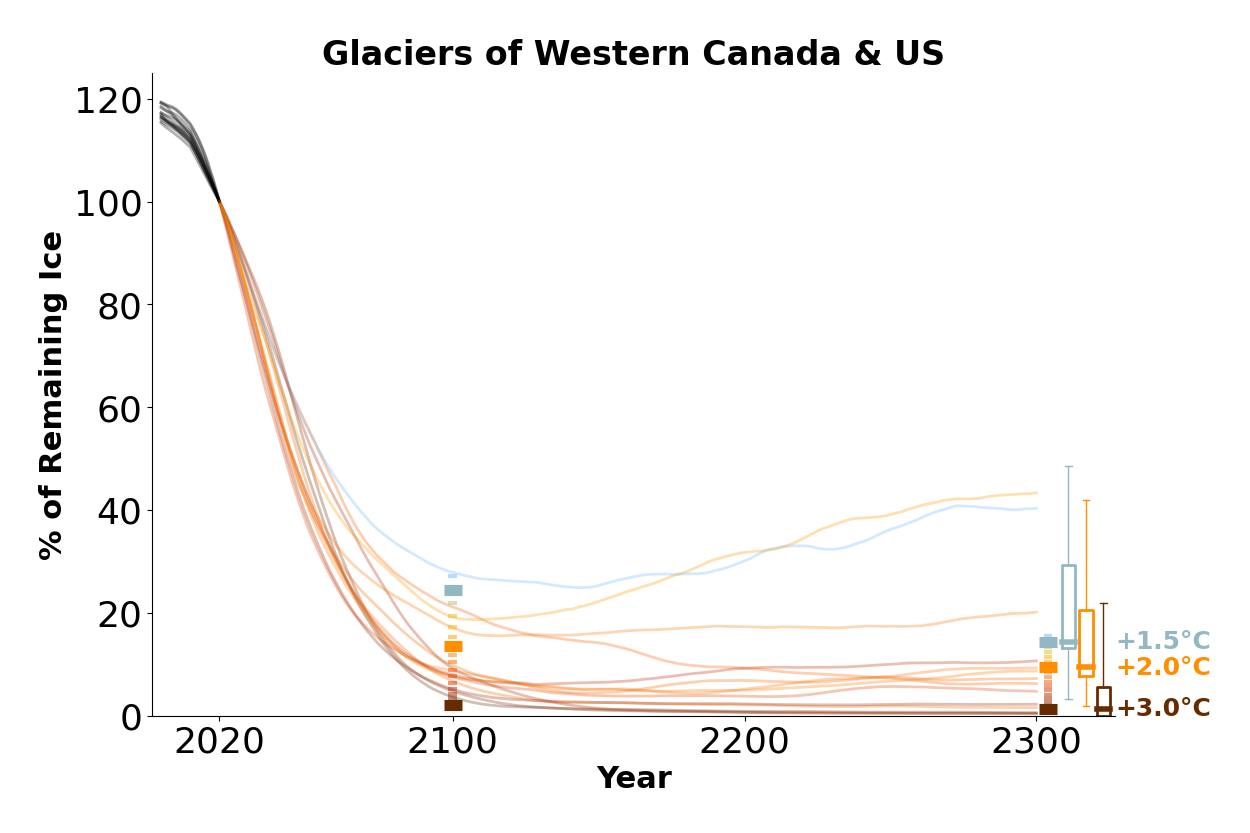 Glaciers of Western Canada & US
% of Remaining Ice
120
100
80
60
40
20
0
2020
2100
2200
2300
Year
+1.5°C
+2.0°C
+3.0°C